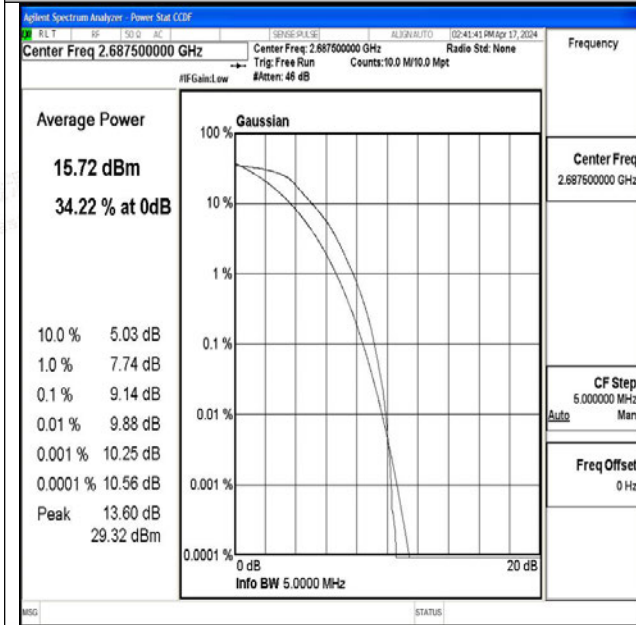 Agilent Spectrum Analyzer - Power Stat CCDF
RLT RF 50 Ω AC SENSE:PULSE ALIGNAUTO 02:41:41 PM Apr 17, 2024
Center Freq 2.687500000 GHz
Center Freq: 2.687500000 GHz Radio Std: None
Trig: Free Run Counts:10.0 M/10.0 Mpt
#IFGain:Low #Atten: 46 dB
Frequency
Average Power
15.72 dBm
34.22 % at 0dB
10.0 % 5.03 dB
1.0 % 7.74 dB
0.1 % 9.14 dB
0.01 % 9.88 dB
0.001 % 10.25 dB
0.0001 % 10.56 dB
Peak 13.60 dB
29.32 dBm
Gaussian
100 %
10 %
1 %
0.1 %
0.01 %
0.001 %
0.0001 %
0 dB 20 dB
Info BW 5.0000 MHz
Center Freq
2.687500000 GHz
CF Step
5.000000 MHz
Auto Man
Freq Offset
0 Hz
MSG STATUS